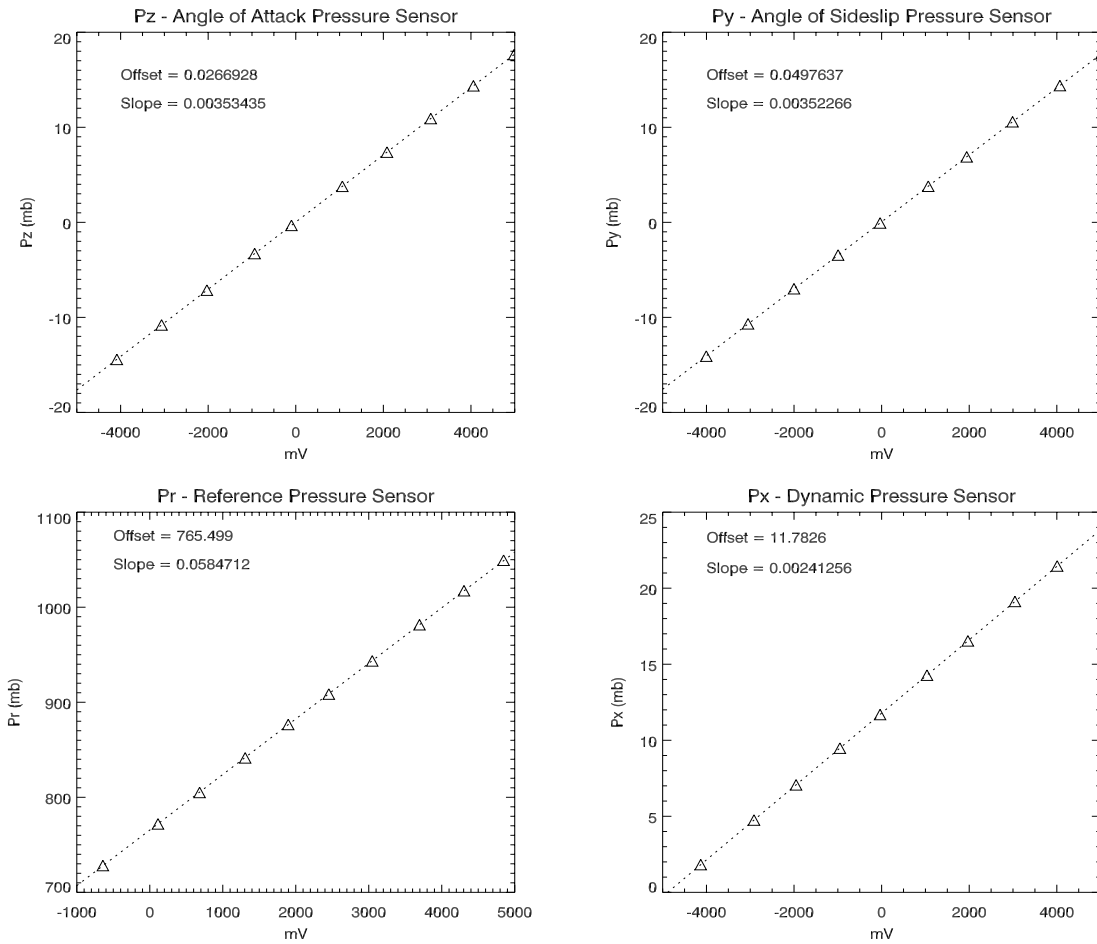 Pz - Angle of Attack Pressure Sensor
20
10
0
-10
-20
Offset = 0.0266928
Slope = 0.00353435
Pz (mb)
-4000 -2000 0 2000 4000
mV
Py - Angle of Sideslip Pressure Sensor
20
10
0
-10
-20
Offset = 0.0497637
Slope = 0.00352266
Py (mb)
-4000 -2000 0 2000 4000
mV
Pr - Reference Pressure Sensor
1100
1000
900
800
700
Offset = 765.499
Slope = 0.0584712
Pr (mb)
-1000 0 1000 2000 3000 4000 5000
mV
Px - Dynamic Pressure Sensor
25
20
15
10
5
0
Offset = 11.7826
Slope = 0.00241256
Px (mb)
-4000 -2000 0 2000 4000
mV